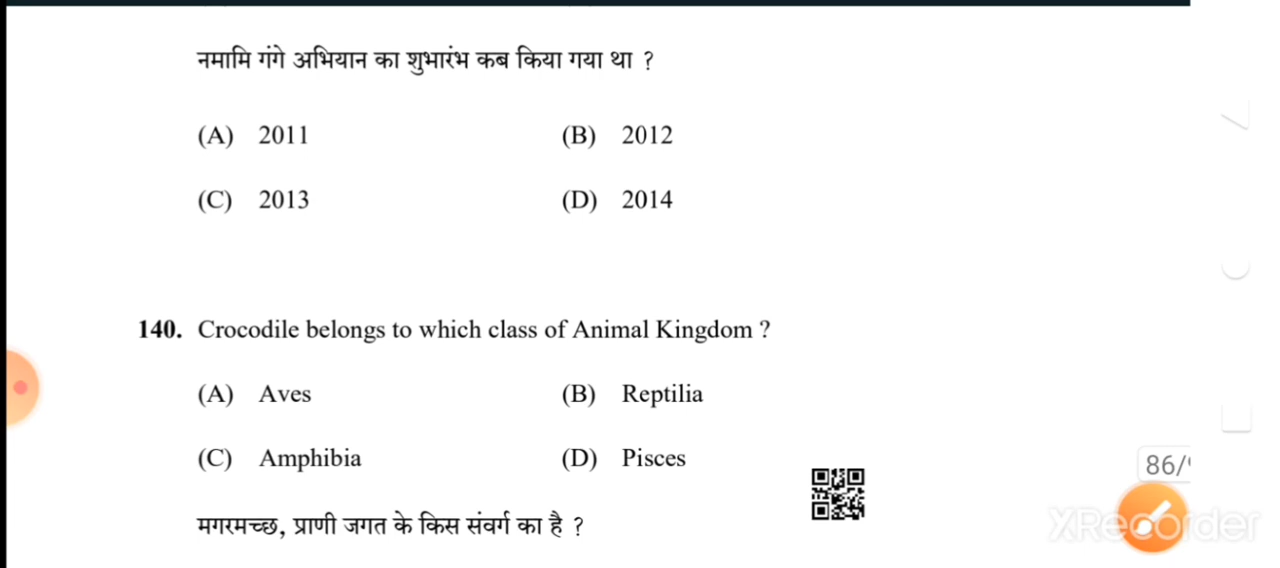 नमामि गंगे अभियान का शुभारंभ कब किया गया था ?
(A) 2011 (B) 2012
(C) 2013 (D) 2014
140. Crocodile belongs to which class of Animal Kingdom ?
(A) Aves (B) Reptilia
(C) Amphibia (D) Pisces
86/
मगरमच्छ, प्राणी जगत के किस संवर्ग का है ?
XRecorder